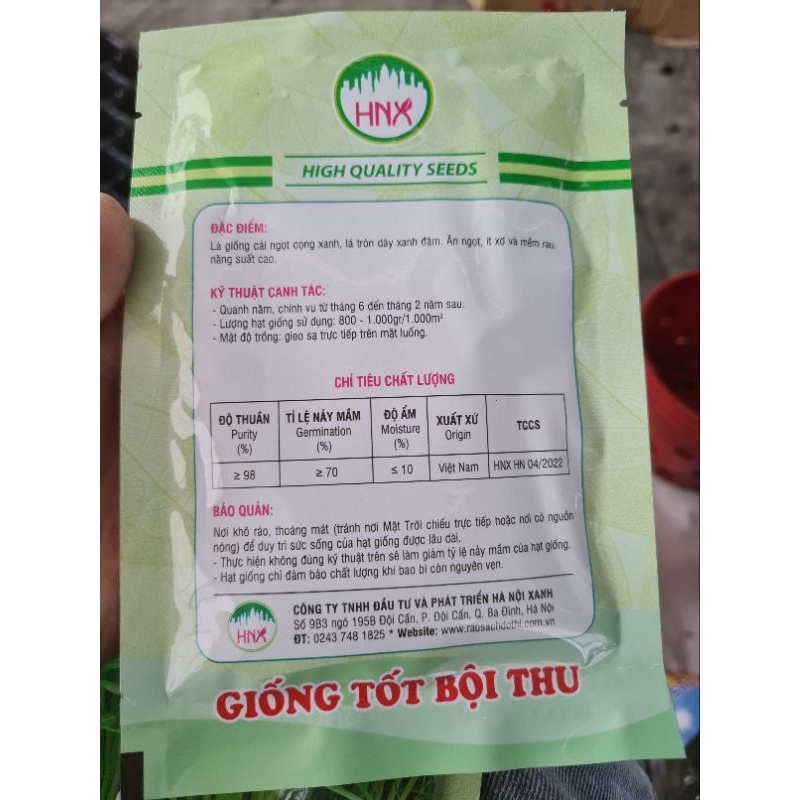 HNX
HIGH QUALITY SEEDS
ĐẶC ĐIỂM:
Là giống cải ngọt cọng xanh, lá tròn dày xanh đậm. Ăn ngọt, ít xơ và mềm rau,
năng suất cao.
KỸ THUẬT CANH TÁC:
- Quanh năm, chính vụ từ tháng 6 đến tháng 2 năm sau.
- Lượng hạt giống sử dụng: 800 - 1.000gr/1.000m²
- Mật độ trồng: gieo sạ trực tiếp trên mặt luống.
CHỈ TIÊU CHẤT LƯỢNG
ĐỘ THUẦN TỈ LỆ NẢY MẦM ĐỘ ẨM XUẤT XỨ TCCS
Purity Germination Moisture Origin
(%) (%) (%)
≥ 98 ≥ 70 ≤ 10 Việt Nam HNX HN 04/2022
BẢO QUẢN:
Nơi khô ráo, thoáng mát (tránh nơi Mặt Trời chiếu trực tiếp hoặc nơi có nguồn
nóng) để duy trì sức sống của hạt giống được lâu dài.
- Thực hiện không đúng kỹ thuật trên sẽ làm giảm tỷ lệ nảy mầm của hạt giống.
- Hạt giống chỉ đảm bảo chất lượng khi bao bì còn nguyên vẹn.
HNX
CÔNG TY TNHH ĐẦU TƯ VÀ PHÁT TRIỂN HÀ NỘI XANH
Số 9B3 ngõ 195B Đội Cấn, P. Đội Cấn, Q. Ba Đình, Hà Nội
ĐT: 0243 748 1825 * Website: www.rausachdothi.com.vn
GIỐNG TỐT BỘI THU